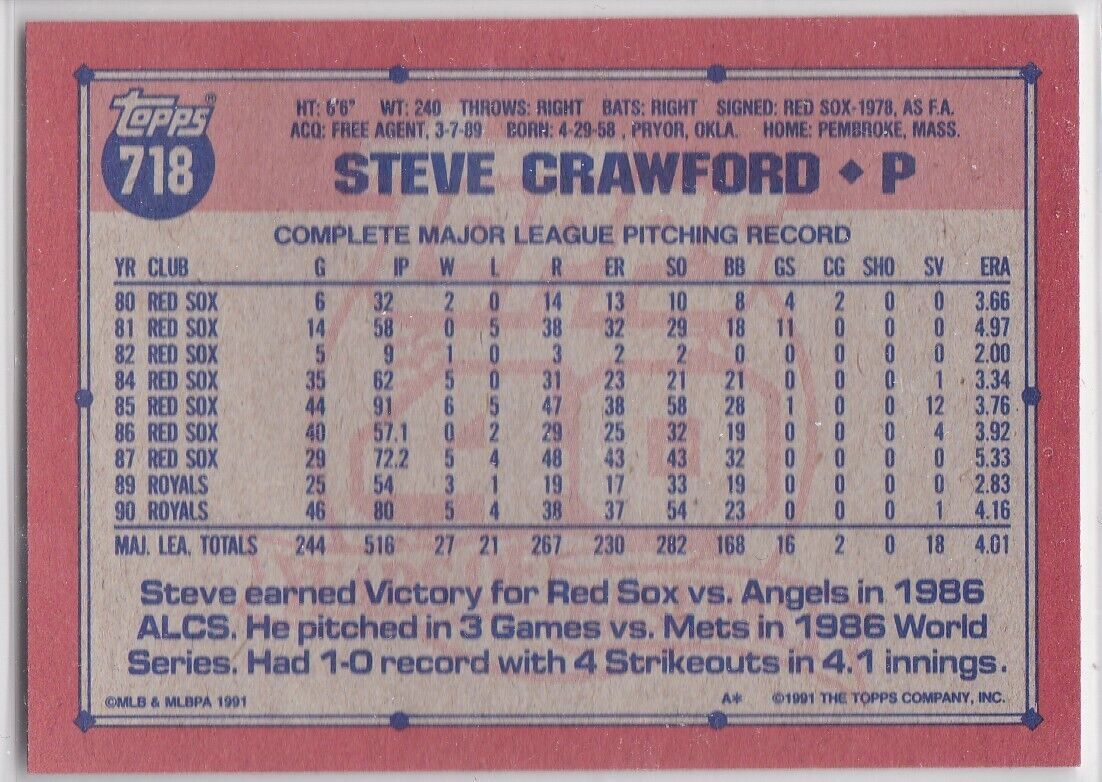 Topps®
718
HT: 6'6" WT: 240 THROWS: RIGHT BATS: RIGHT SIGNED: RED SOX-1978, AS F.A.
ACQ: FREE AGENT, 3-7-89 BORN: 4-29-58 , PRYOR, OKLA. HOME: PEMBROKE, MASS.
STEVE CRAWFORD ♦ P
COMPLETE MAJOR LEAGUE PITCHING RECORD
YR CLUB G IP W L R ER SO BB GS CG SHO SV ERA
80 RED SOX 6 32 2 0 14 13 10 8 4 2 0 0 3.66
81 RED SOX 14 58 0 5 38 32 29 18 11 0 0 0 4.97
82 RED SOX 5 9 1 0 3 2 2 0 0 0 0 0 2.00
84 RED SOX 35 62 5 0 31 23 21 21 0 0 0 1 3.34
85 RED SOX 44 91 6 5 47 38 58 28 1 0 0 12 3.76
86 RED SOX 40 57.1 0 2 29 25 32 19 0 0 0 4 3.92
87 RED SOX 29 72.2 5 4 48 43 43 32 0 0 0 0 5.33
89 ROYALS 25 54 3 1 19 17 33 19 0 0 0 0 2.83
90 ROYALS 46 80 5 4 38 37 54 23 0 0 0 1 4.16
MAJ. LEA. TOTALS 244 516 27 21 267 230 282 168 16 2 0 18 4.01
Steve earned Victory for Red Sox vs. Angels in 1986
ALCS. He pitched in 3 Games vs. Mets in 1986 World
Series. Had 1-0 record with 4 Strikeouts in 4.1 innings.
©MLB & MLBPA 1991 A* ©1991 THE TOPPS COMPANY, INC.